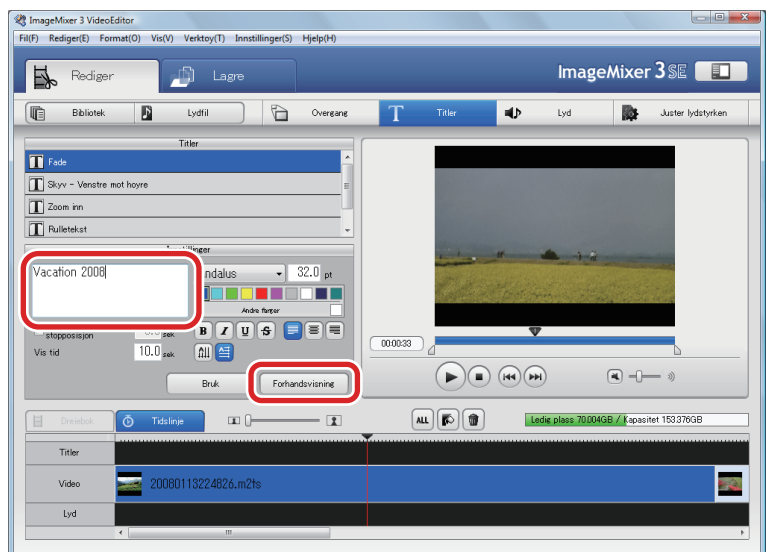 ImageMixer 3 VideoEditor
Fil(F) Rediger(E) Format(O) Vis(V) Verktoy(T) Innstillinger(S) Hjelp(H)
Rediger Lagre ImageMixer 3 SE
Bibliotek Lydfil Overgang Titler Lyd Juster lydstyrken
Titler
Fade
Skyv - Venstre mot hoyre
Zoom inn
Rulletekst
Vacation 2008
ndalus 32.0 pt
Andre farger
stopposisjon sek B I U S
00:00:33
Vis tid 10.0 sek
Bruk Forhandsvisning
Dreiebok Tidslinje ALL Ledig plass 70.004GB / Kapasitet 153.376GB
Titler
Video 20080113224826.m2ts
Lyd